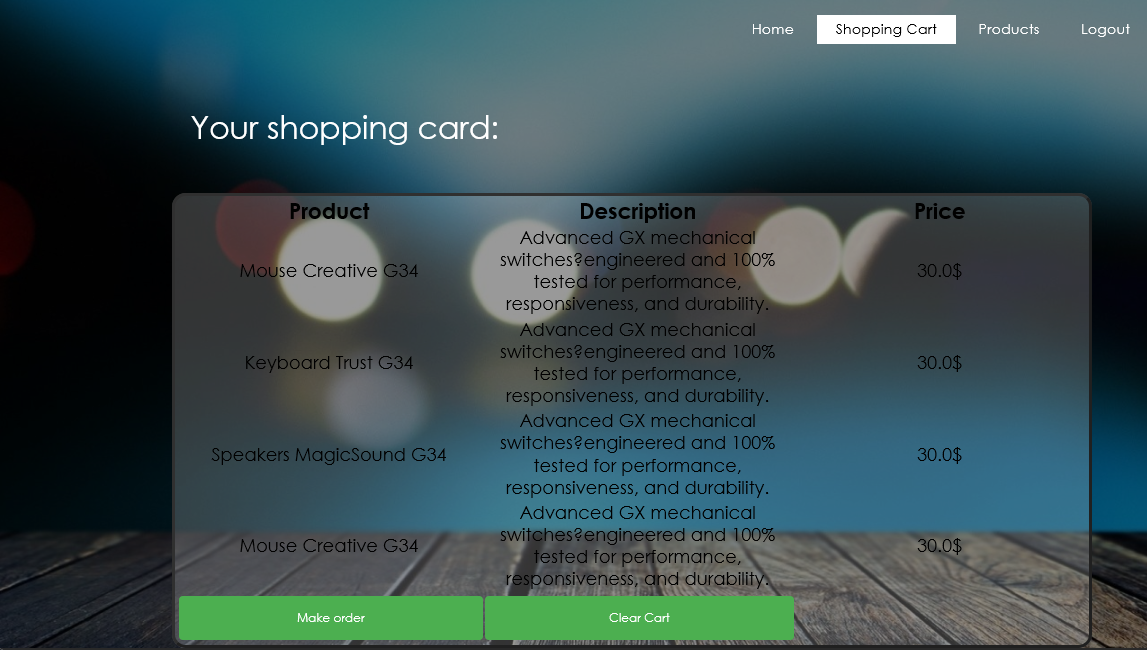 Home Shopping Cart Products Logout
Your shopping card:
Product Description Price
Advanced GX mechanical
switches?engineered and 100%
Mouse Creative G34 30.0$
tested for performance,
responsiveness, and durability.
Advanced GX mechanical
switches?engineered and 100%
Keyboard Trust G34 30.0$
tested for performance,
responsiveness, and durability.
Advanced GX mechanical
switches?engineered and 100%
Speakers MagicSound G34 30.0$
tested for performance,
responsiveness, and durability.
Advanced GX mechanical
switches?engineered and 100%
Mouse Creative G34 30.0$
tested for performance,
responsiveness, and durability.
Make order Clear Cart